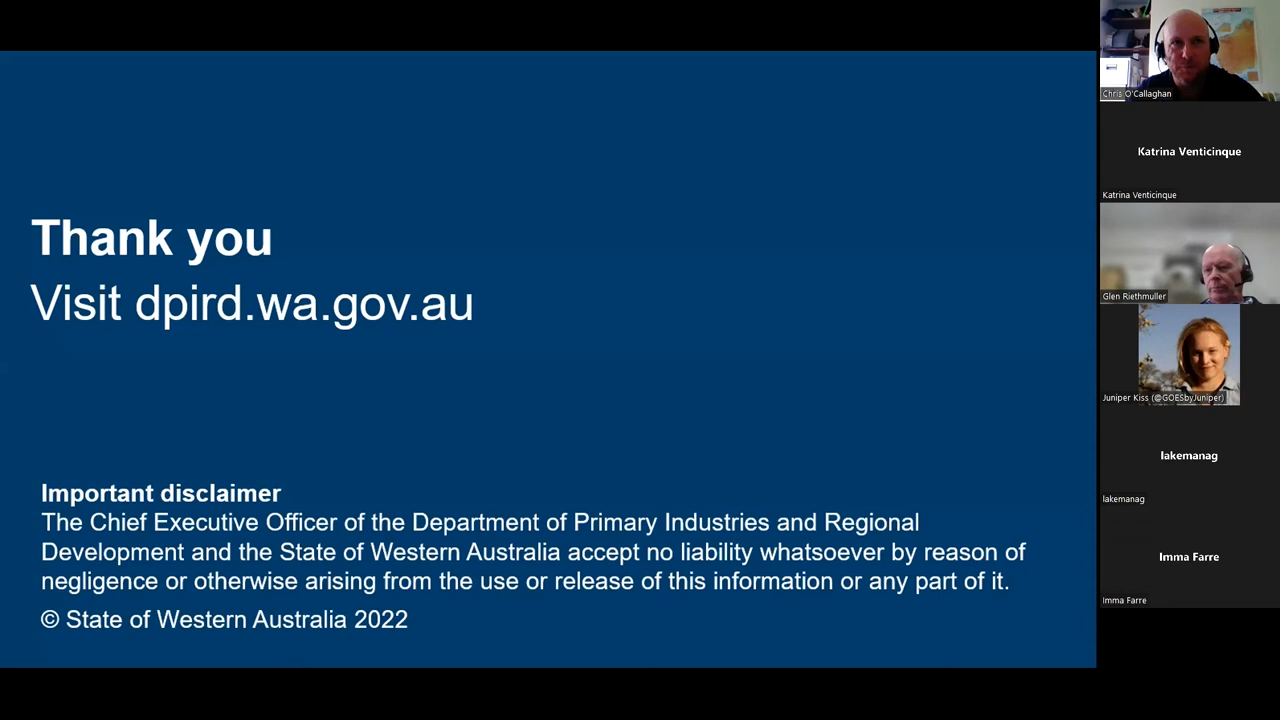 Thank you
Visit dpird.wa.gov.au
Important disclaimer
The Chief Executive Officer of the Department of Primary Industries and Regional
Development and the State of Western Australia accept no liability whatsoever by reason of
negligence or otherwise arising from the use or release of this information or any part of it.
© State of Western Australia 2022
Chris O'Callaghan
Katrina Venticinque
Katrina Venticinque
Glen Riethmuller
Juniper Kiss (@GOESbyJuniper)
lakemanag
lakemanag
Imma Farre
Imma Farre